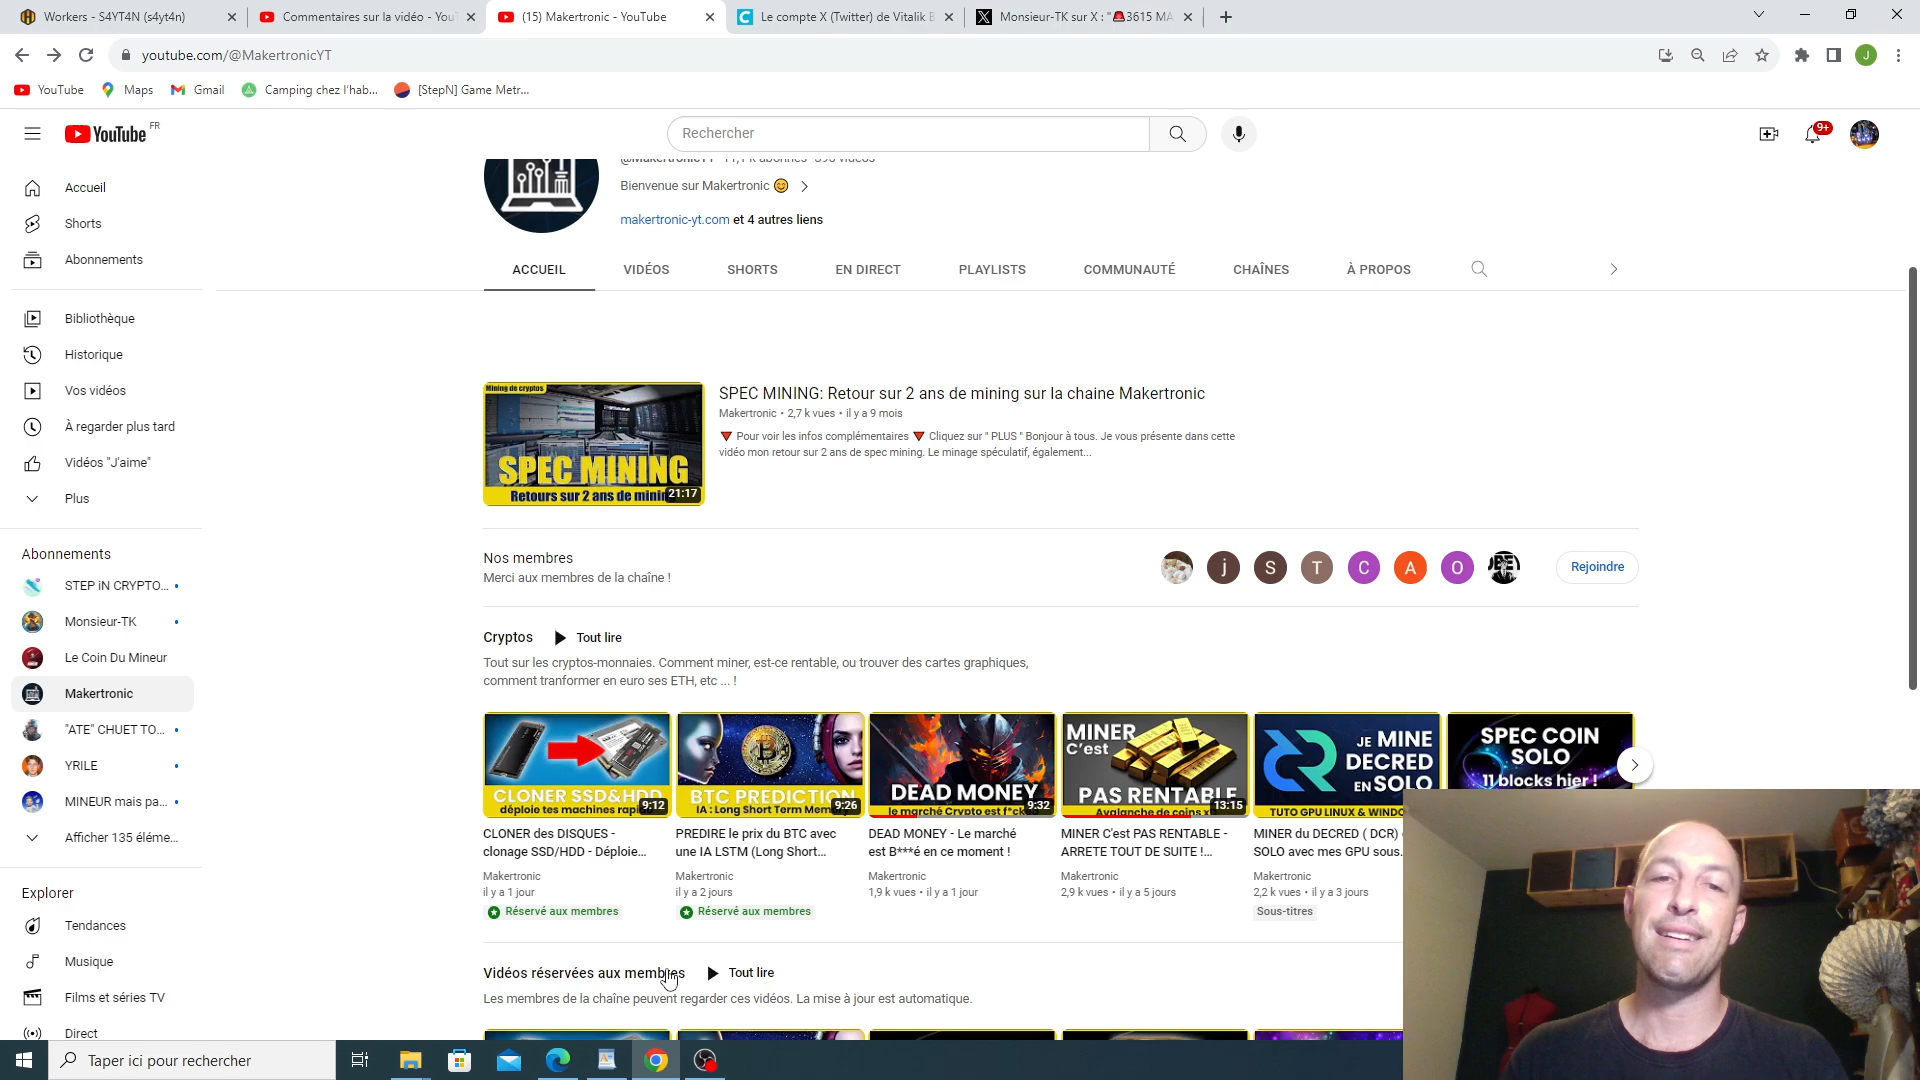 Workers - S4YT4N (s4yt4n)
Commentaires sur la vidéo - YouT
(15) Makertronic - YouTube
Le compte X (Twitter) de Vitalik B
Monsieur-TK sur X : "🚨3615 MA
youtube.com/@MakertronicYT
J
YouTube
Maps
Gmail
Camping chez l'hab...
[StepN] Game Metr...
YouTube FR
Rechercher
9+
Accueil
Shorts
Abonnements
Bibliothèque
Historique
Vos vidéos
À regarder plus tard
Vidéos "J'aime"
Plus
Abonnements
STEP iN CRYPTO...
Monsieur-TK
Le Coin Du Mineur
Makertronic
"ATE" CHUET TO...
YRILE
MINEUR mais pa...
Afficher 135 éléme...
Explorer
Tendances
Musique
Films et séries TV
Direct
Bienvenue sur Makertronic 😊
makertronic-yt.com et 4 autres liens
ACCUEIL
VIDÉOS
SHORTS
EN DIRECT
PLAYLISTS
COMMUNAUTÉ
CHAÎNES
À PROPOS
Mining de cryptos
SPEC MINING
Retours sur 2 ans de minin
21:17
SPEC MINING: Retour sur 2 ans de mining sur la chaine Makertronic
Makertronic • 2,7 k vues • il y a 9 mois
🔻 Pour voir les infos complémentaires 🔻 Cliquez sur " PLUS " Bonjour à tous. Je vous présente dans cette
vidéo mon retour sur 2 ans de spec mining. Le minage spéculatif, également...
Nos membres
Merci aux membres de la chaîne !
j
S
T
C
A
O
Rejoindre
Cryptos
Tout lire
Tout sur les cryptos-monnaies. Comment miner, est-ce rentable, ou trouver des cartes graphiques,
comment tranformer en euro ses ETH, etc ... !
CLONER SSD&HDD
déploie tes machines rapi
9:12
BTC PREDICTION
IA : Long Short Term Mem
9:26
DEAD MONEY
le marché Crypto est f*ck
9:32
MINER
C'est
PAS RENTABLE
Avalanche de coins x
13:15
JE MINE
DECRED
EN SOLO
TUTO GPU LINUX & WINDO
SPEC COIN
SOLO
11 blocks hier !
CLONER des DISQUES -
clonage SSD/HDD - Déploie...
Makertronic
il y a 1 jour
Réservé aux membres
PREDIRE le prix du BTC avec
une IA LSTM (Long Short...
Makertronic
il y a 2 jours
Réservé aux membres
DEAD MONEY - Le marché
est B***é en ce moment !
Makertronic
1,9 k vues • il y a 1 jour
MINER C'est PAS RENTABLE -
ARRETE TOUT DE SUITE !...
Makertronic
2,9 k vues • il y a 5 jours
MINER du DECRED ( DCR)
SOLO avec mes GPU sous.
Makertronic
2,2 k vues • il y a 3 jours
Sous-titres
Vidéos réservées aux membres
Tout lire
Les membres de la chaîne peuvent regarder ces vidéos. La mise à jour est automatique.
Taper ici pour rechercher